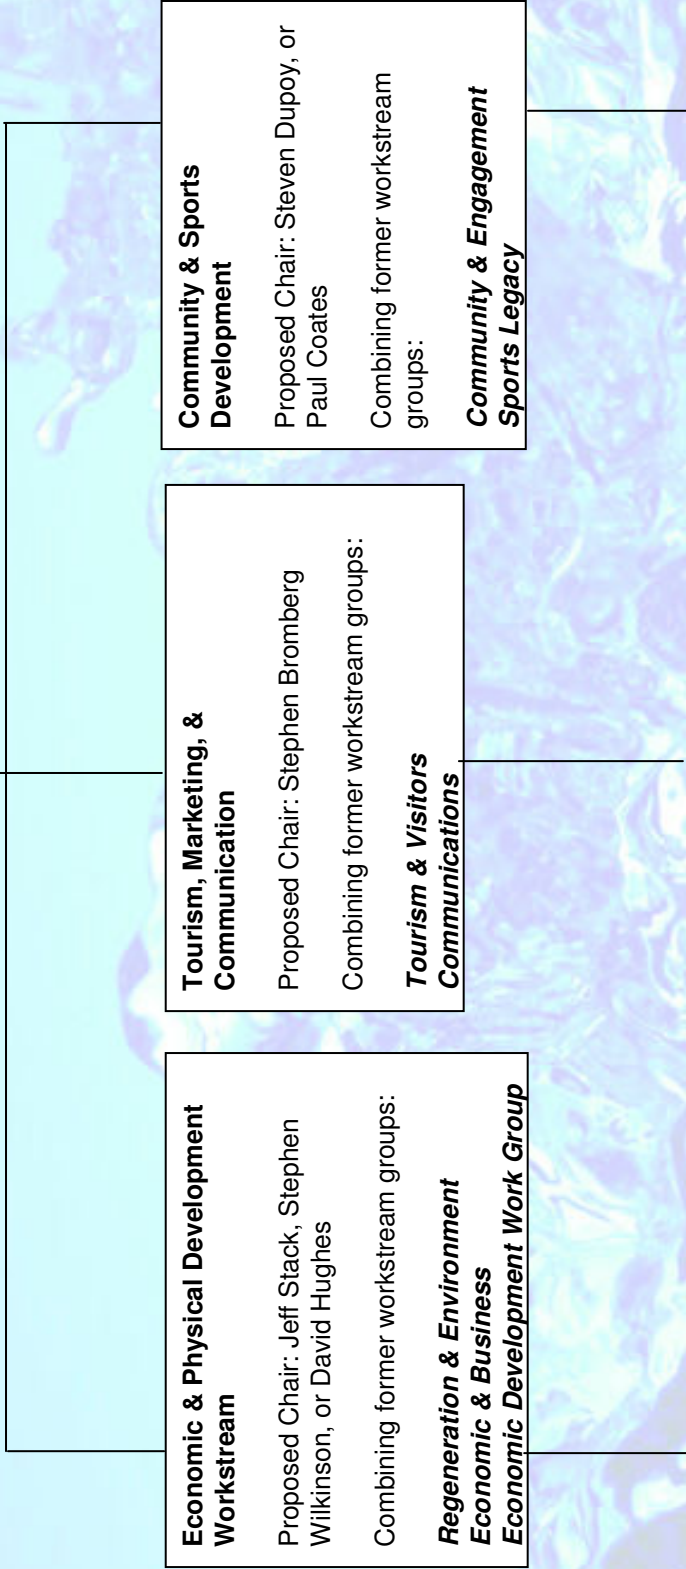 Economic & Physical Development
Workstream
Proposed Chair: Jeff Stack, Stephen
Wilkinson, or David Hughes
Combining former workstream groups:
Regeneration & Environment
Economic & Business
Economic Development Work Group
Tourism, Marketing, &
Communication
Proposed Chair: Stephen Bromberg
Combining former workstream groups:
Tourism & Visitors
Communications
Community & Sports
Development
Proposed Chair: Steven Dupoy, or
Paul Coates
Combining former workstream
groups:
Community & Engagement
Sports Legacy